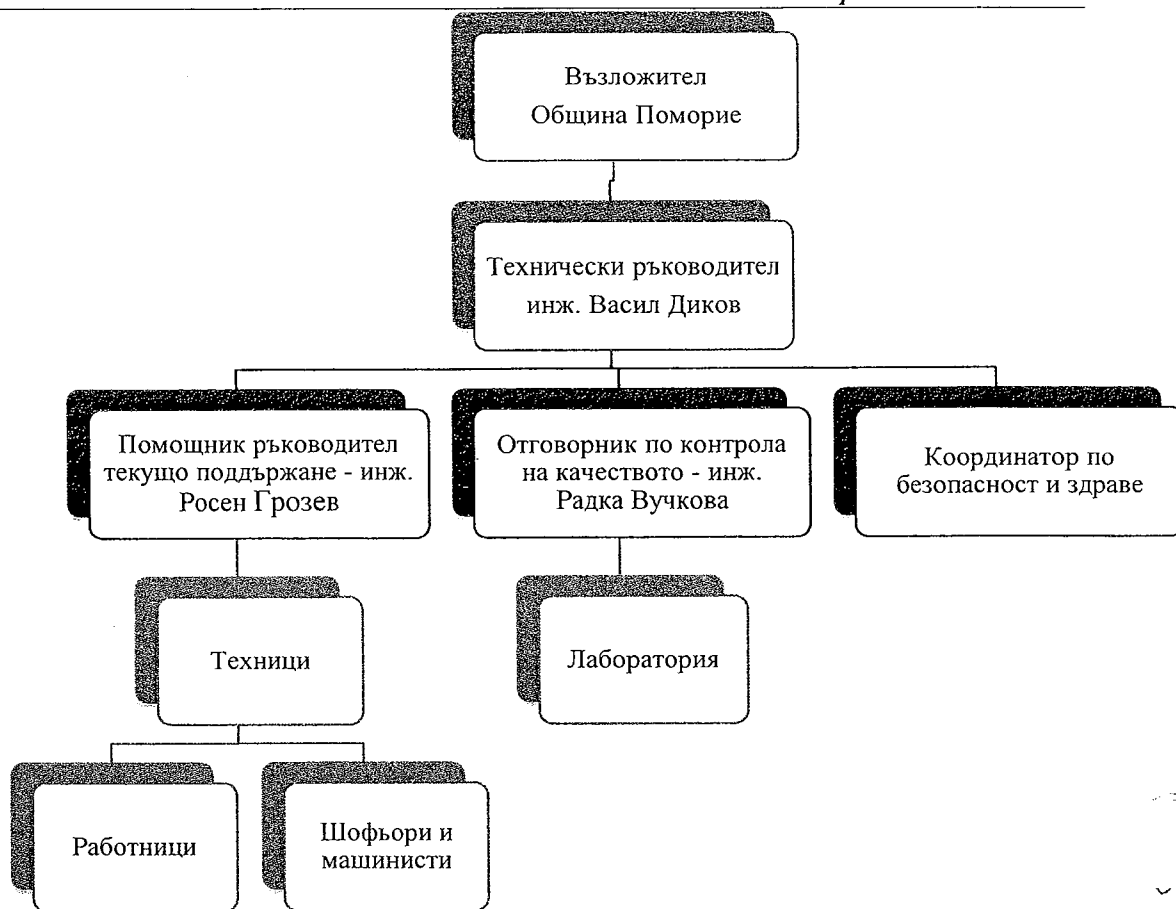 Възложител
Община Поморие
Технически ръководител
инж. Васил Диков
Помощник ръководител
текущо поддържане - инж.
Росен Грозев
Отговорник по контрола
на качеството - инж.
Радка Вучкова
Координатор по
безопасност и здраве
Техници
Лаборатория
Работници
Шофьори и
машинисти